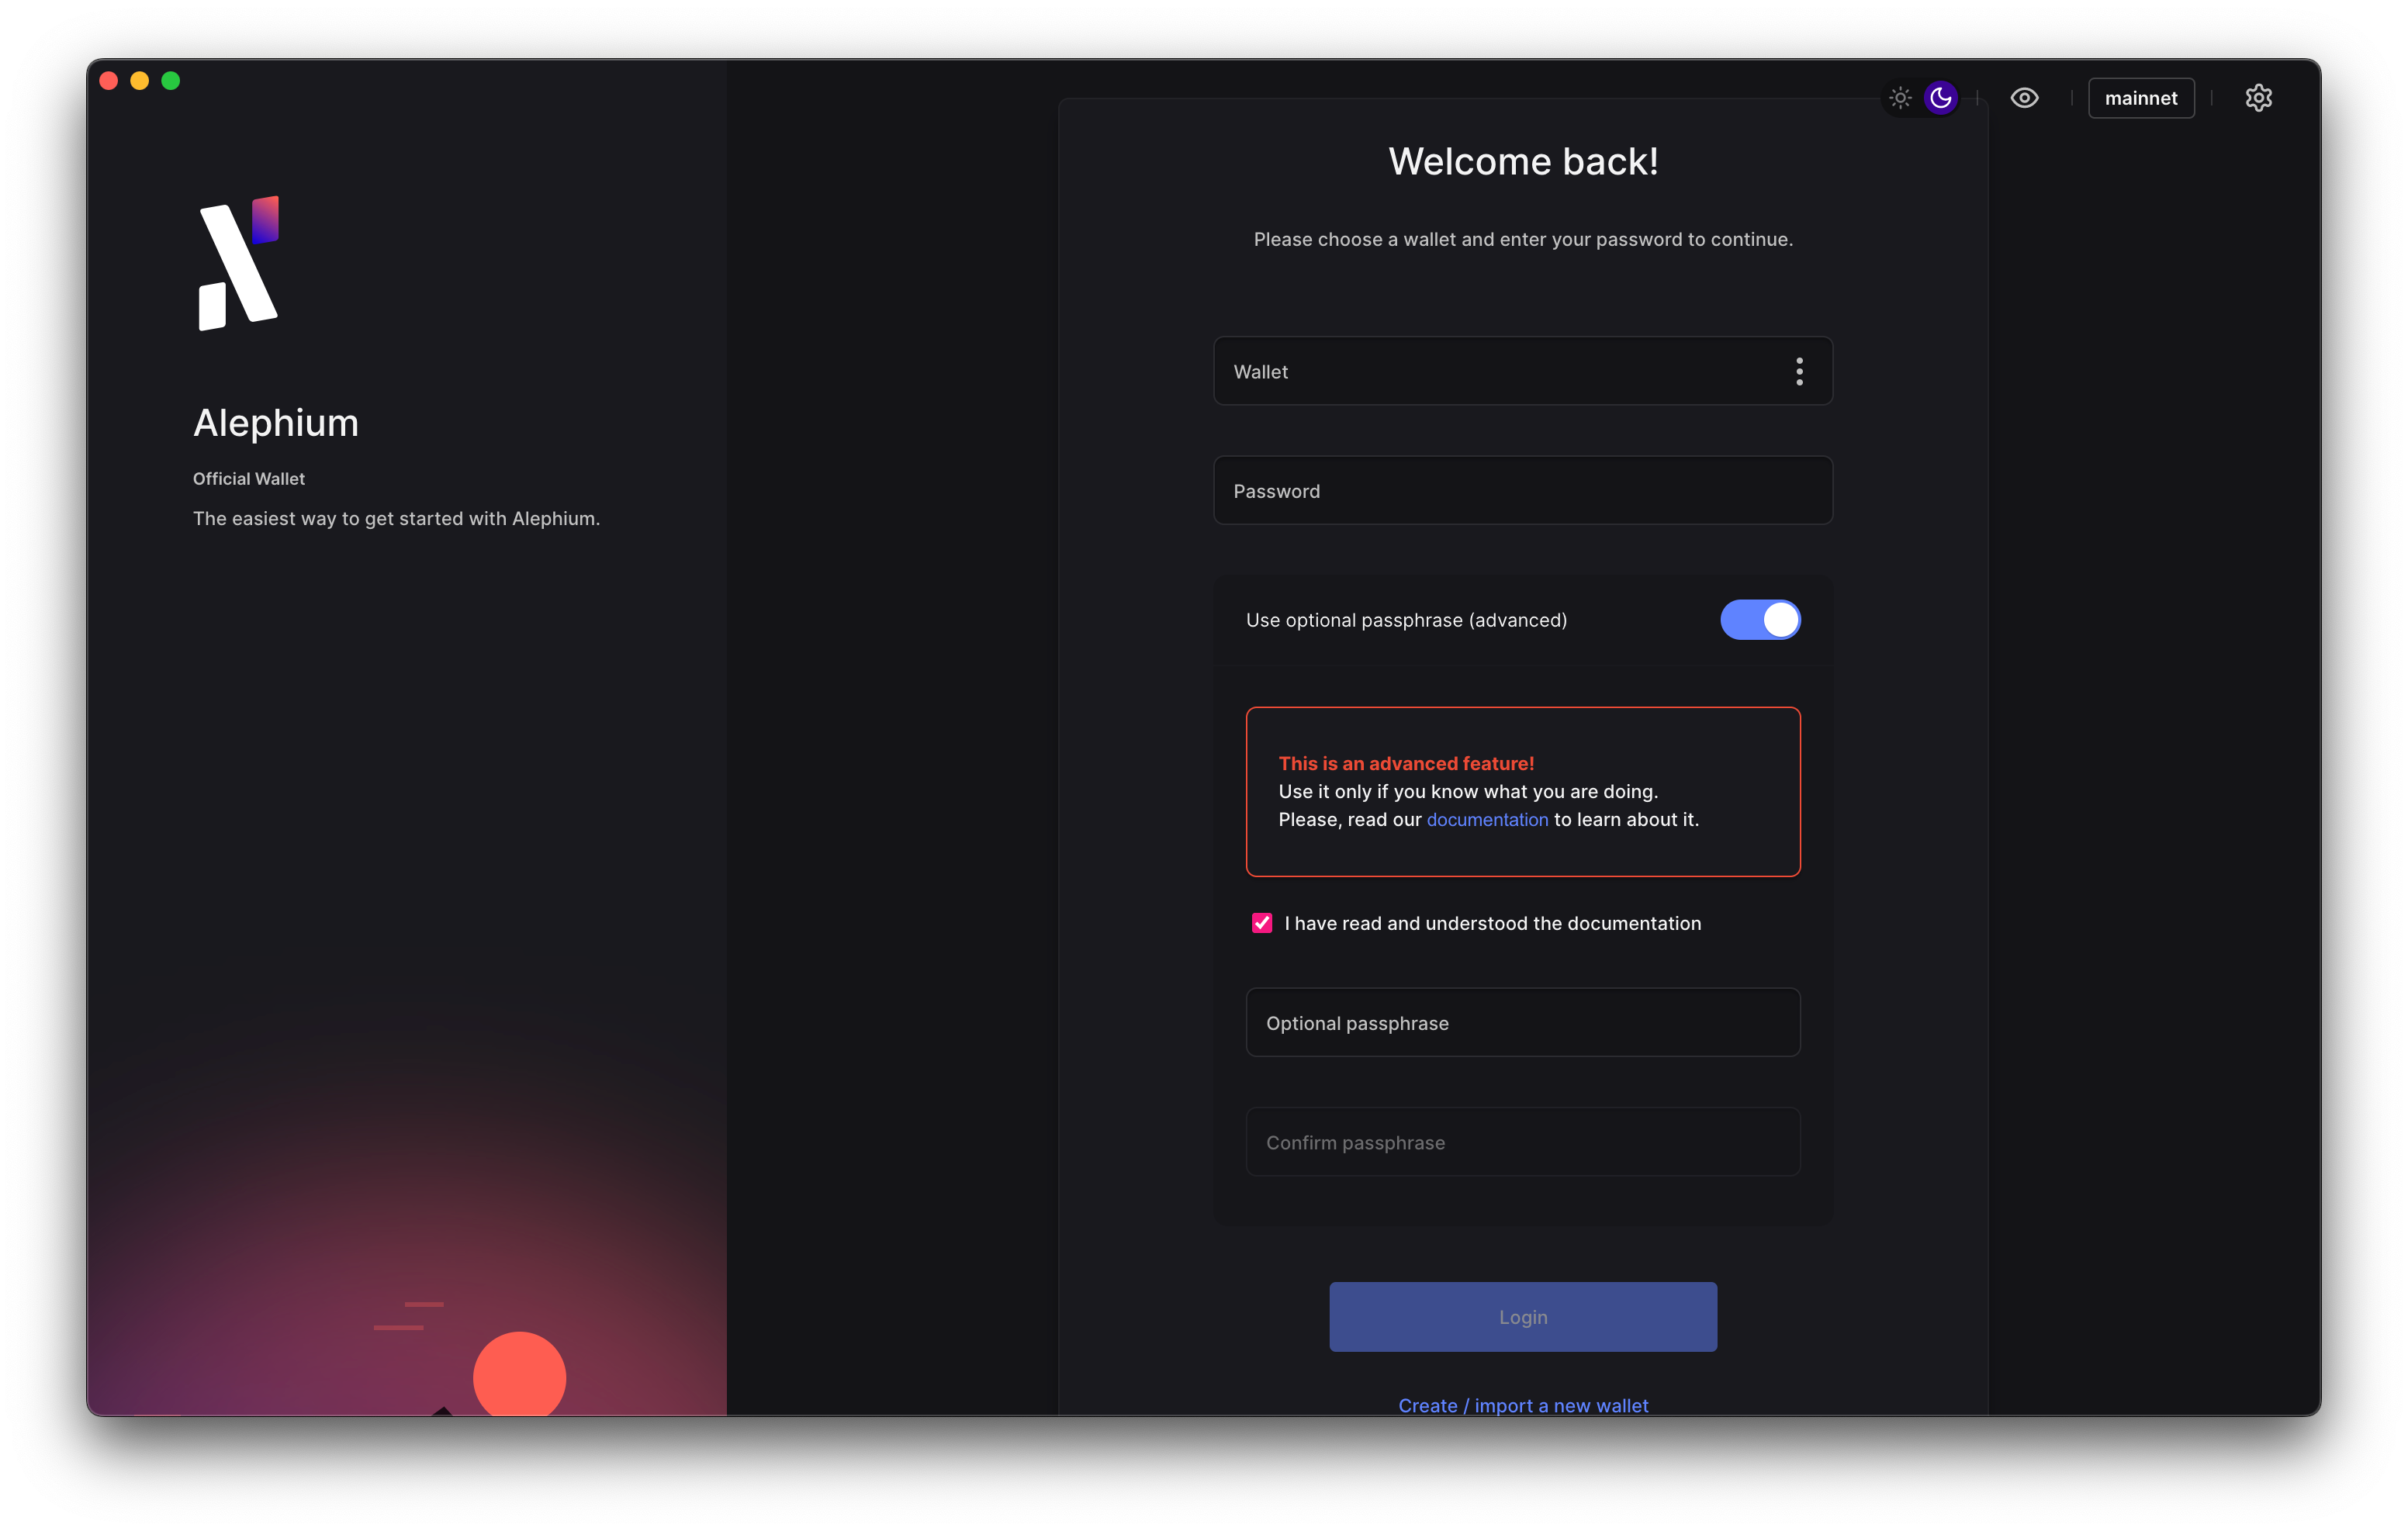 mainnet
Alephium
Official Wallet
The easiest way to get started with Alephium.
Welcome back!
Please choose a wallet and enter your password to continue.
Wallet
Password
Use optional passphrase (advanced)
This is an advanced feature!
Use it only if you know what you are doing.
Please, read our documentation to learn about it.
I have read and understood the documentation
Optional passphrase
Confirm passphrase
Login
Create / import a new wallet